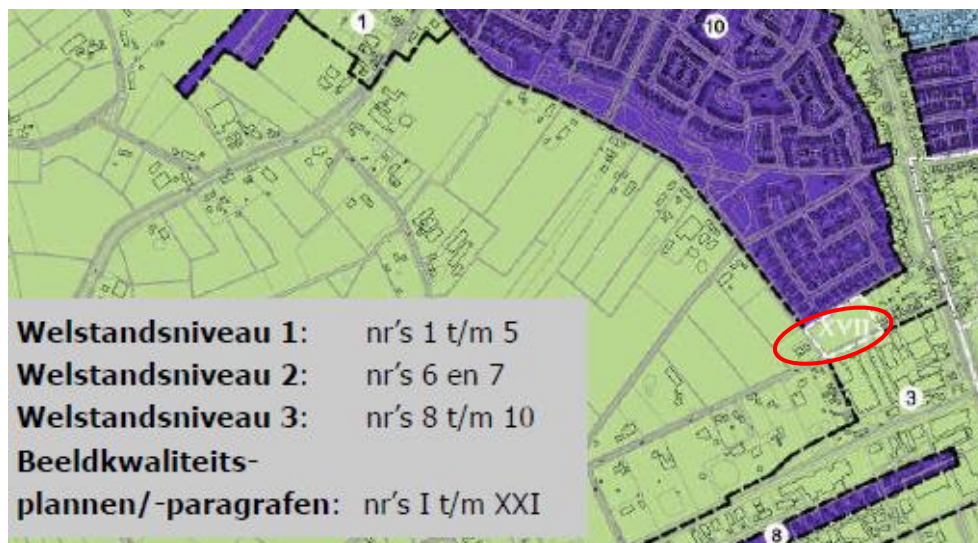 1
10
XVII
3
8
Welstandsniveau 1: nr's 1 t/m 5
Welstandsniveau 2: nr's 6 en 7
Welstandsniveau 3: nr's 8 t/m 10
Beeldkwaliteits-
plannen/-paragrafen: nr's I t/m XXI